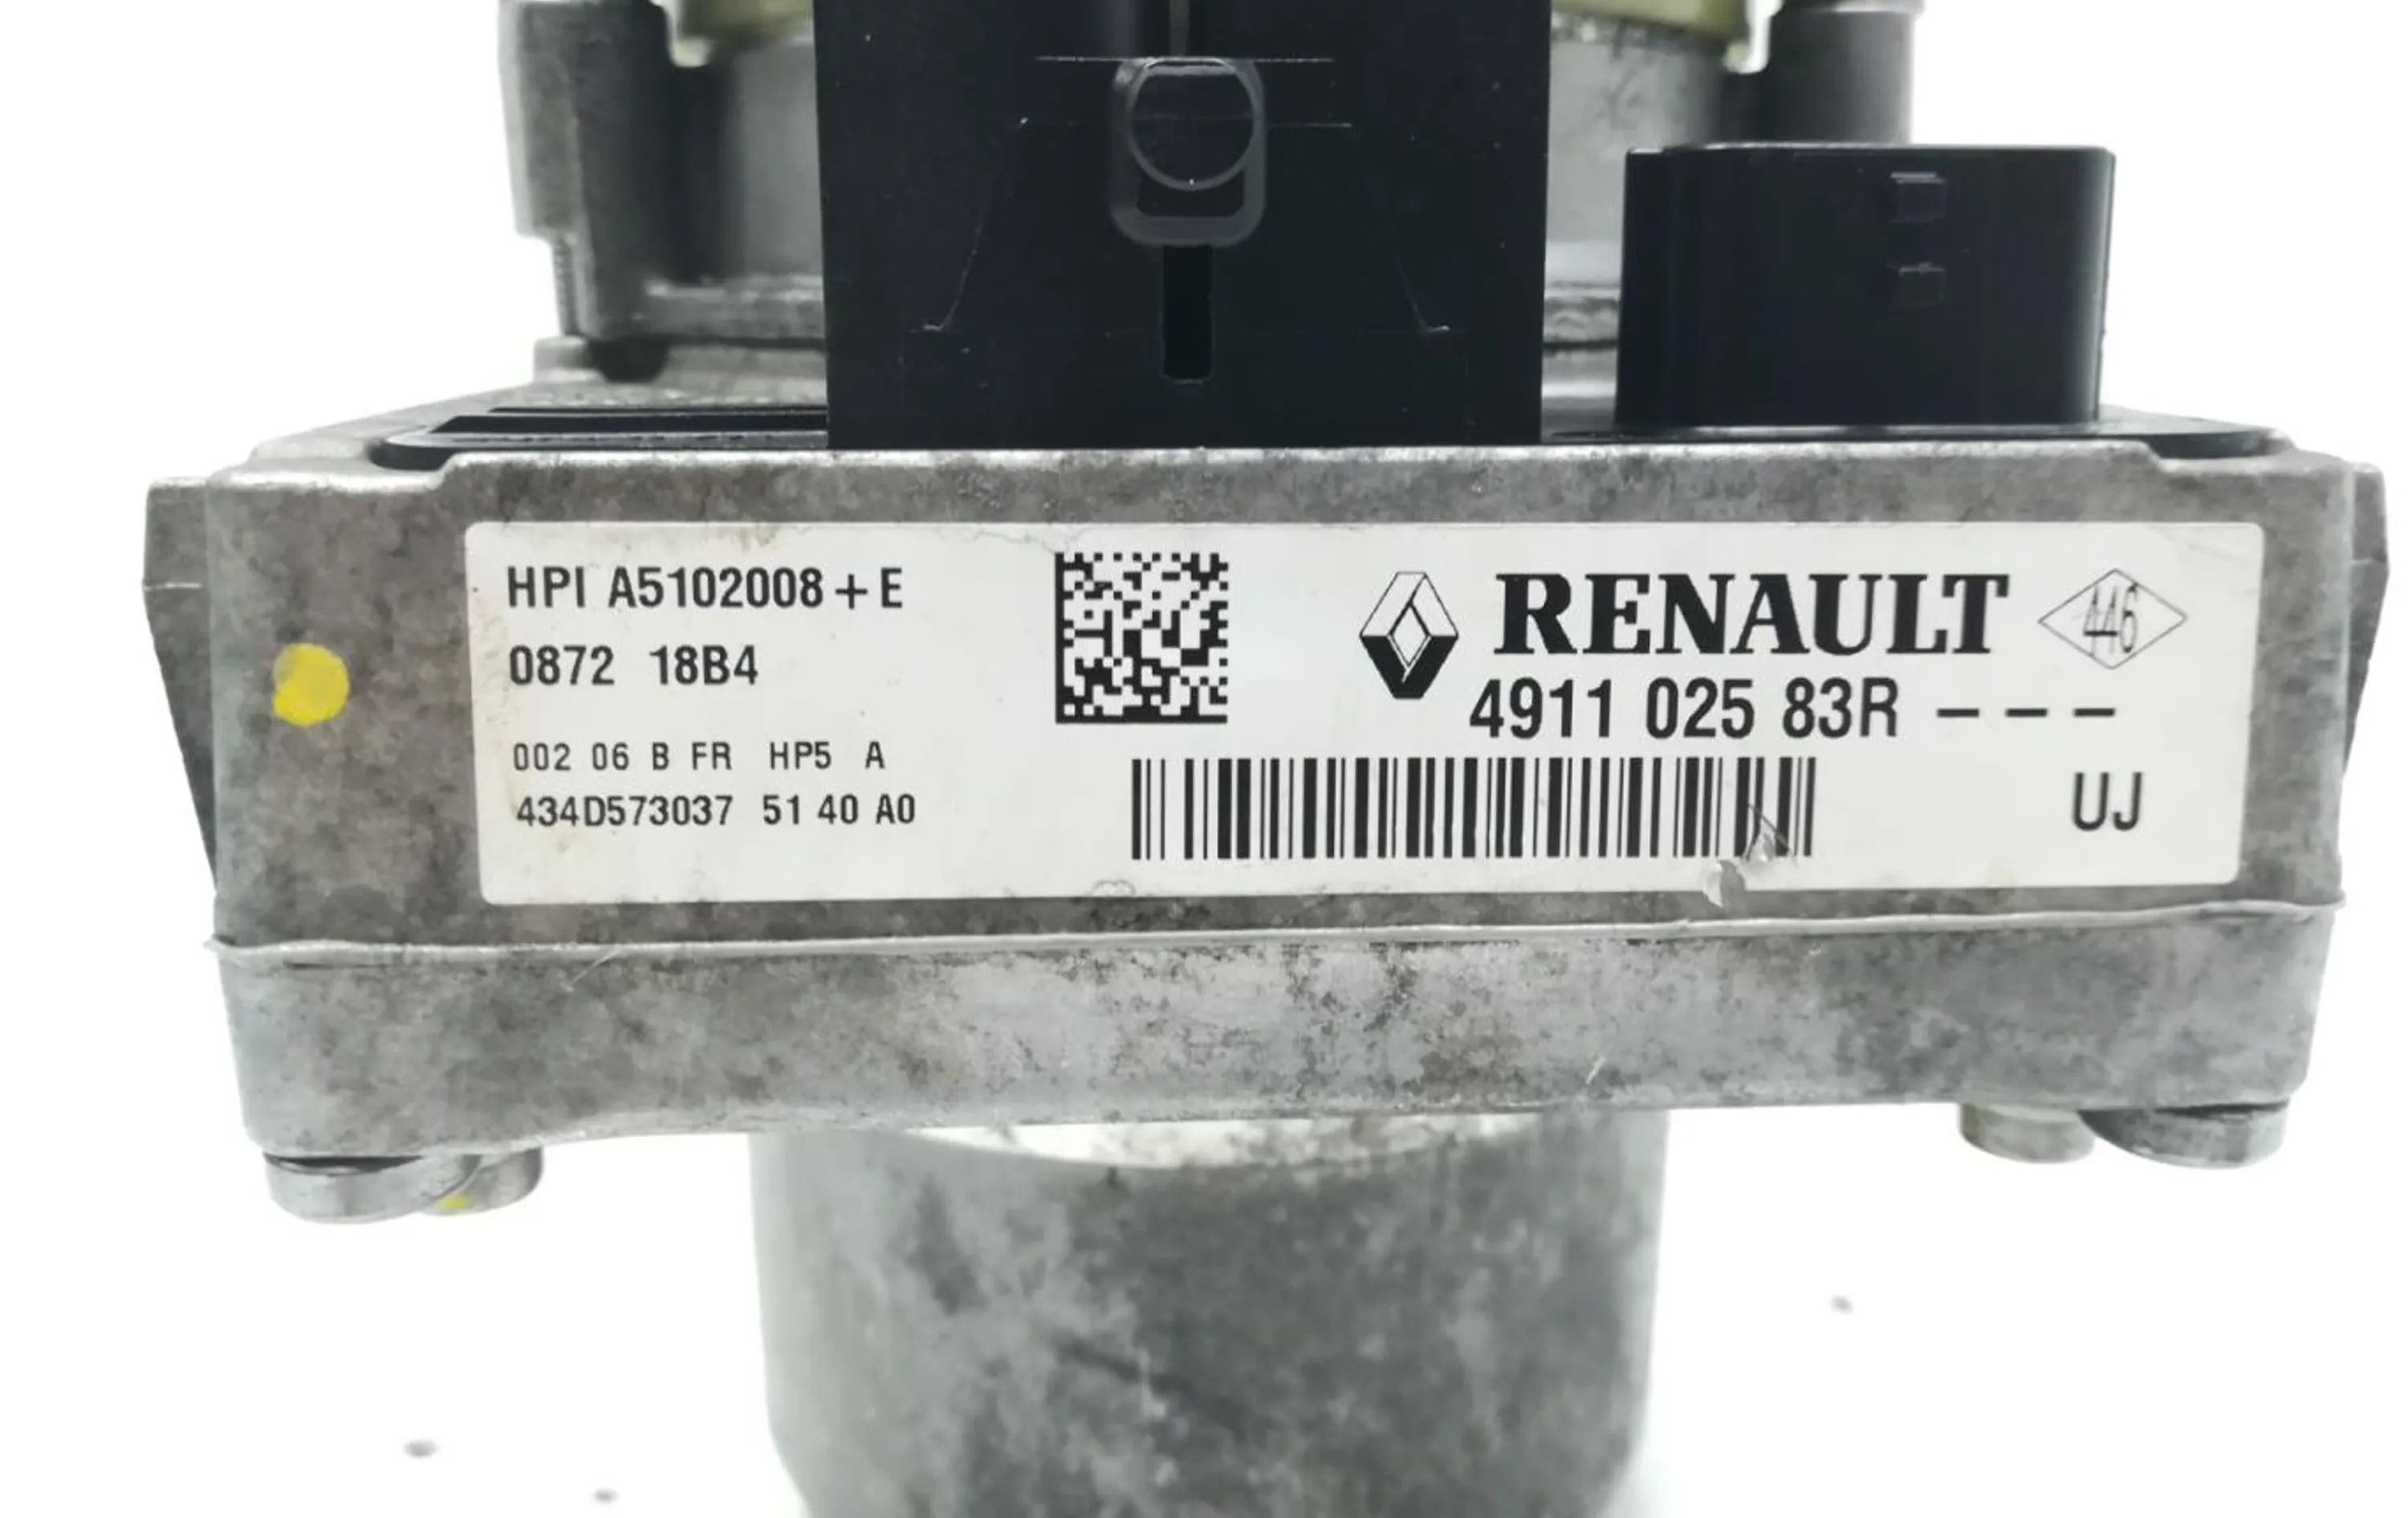 HPI A5102008+E
0872 18B4
002 06 B FR HP5 A
434D573037 51 40 A0
RENAULT
446
4911 025 83R ---
UJ